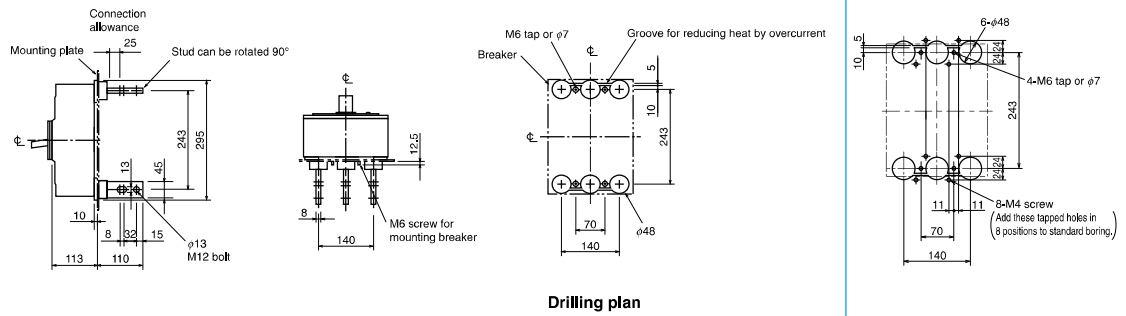 Connection
allowance
25
Mounting plate
Stud can be rotated 90°
℄
243
295
13
45
10
8
32
15
φ13
M12 bolt
113
110
℄
12.5
8
M6 screw for
mounting breaker
140
M6 tap or φ7
℄
Groove for reducing heat by overcurrent
Breaker
5
10
℄
243
70
140
φ48
Drilling plan
6-φ48
5
10
24
24
4-M6 tap or φ7
243
24
24
8-M4 screw
(Add these tapped holes in
8 positions to standard boring.)
11
11
70
140